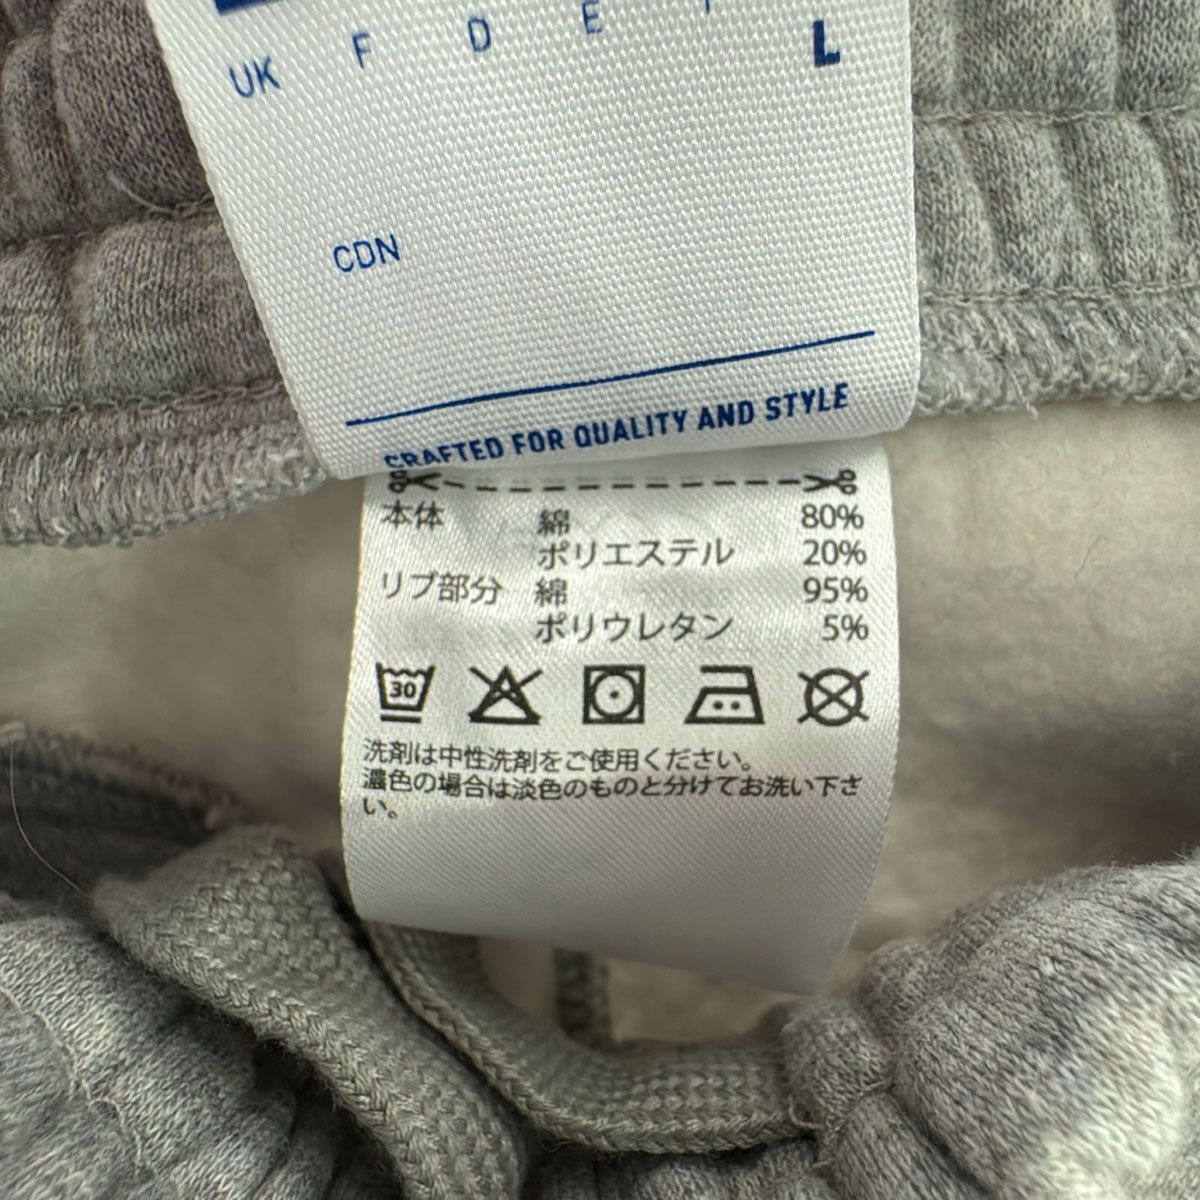 UK F D E L
CDN
CRAFTED FOR QUALITY AND STYLE
本体 綿 80%
ポリエステル 20%
リブ部分 綿 95%
ポリウレタン 5%
30
洗剤は中性洗剤をご使用ください。
濃色の場合は淡色のものと分けてお洗い下さ
い。